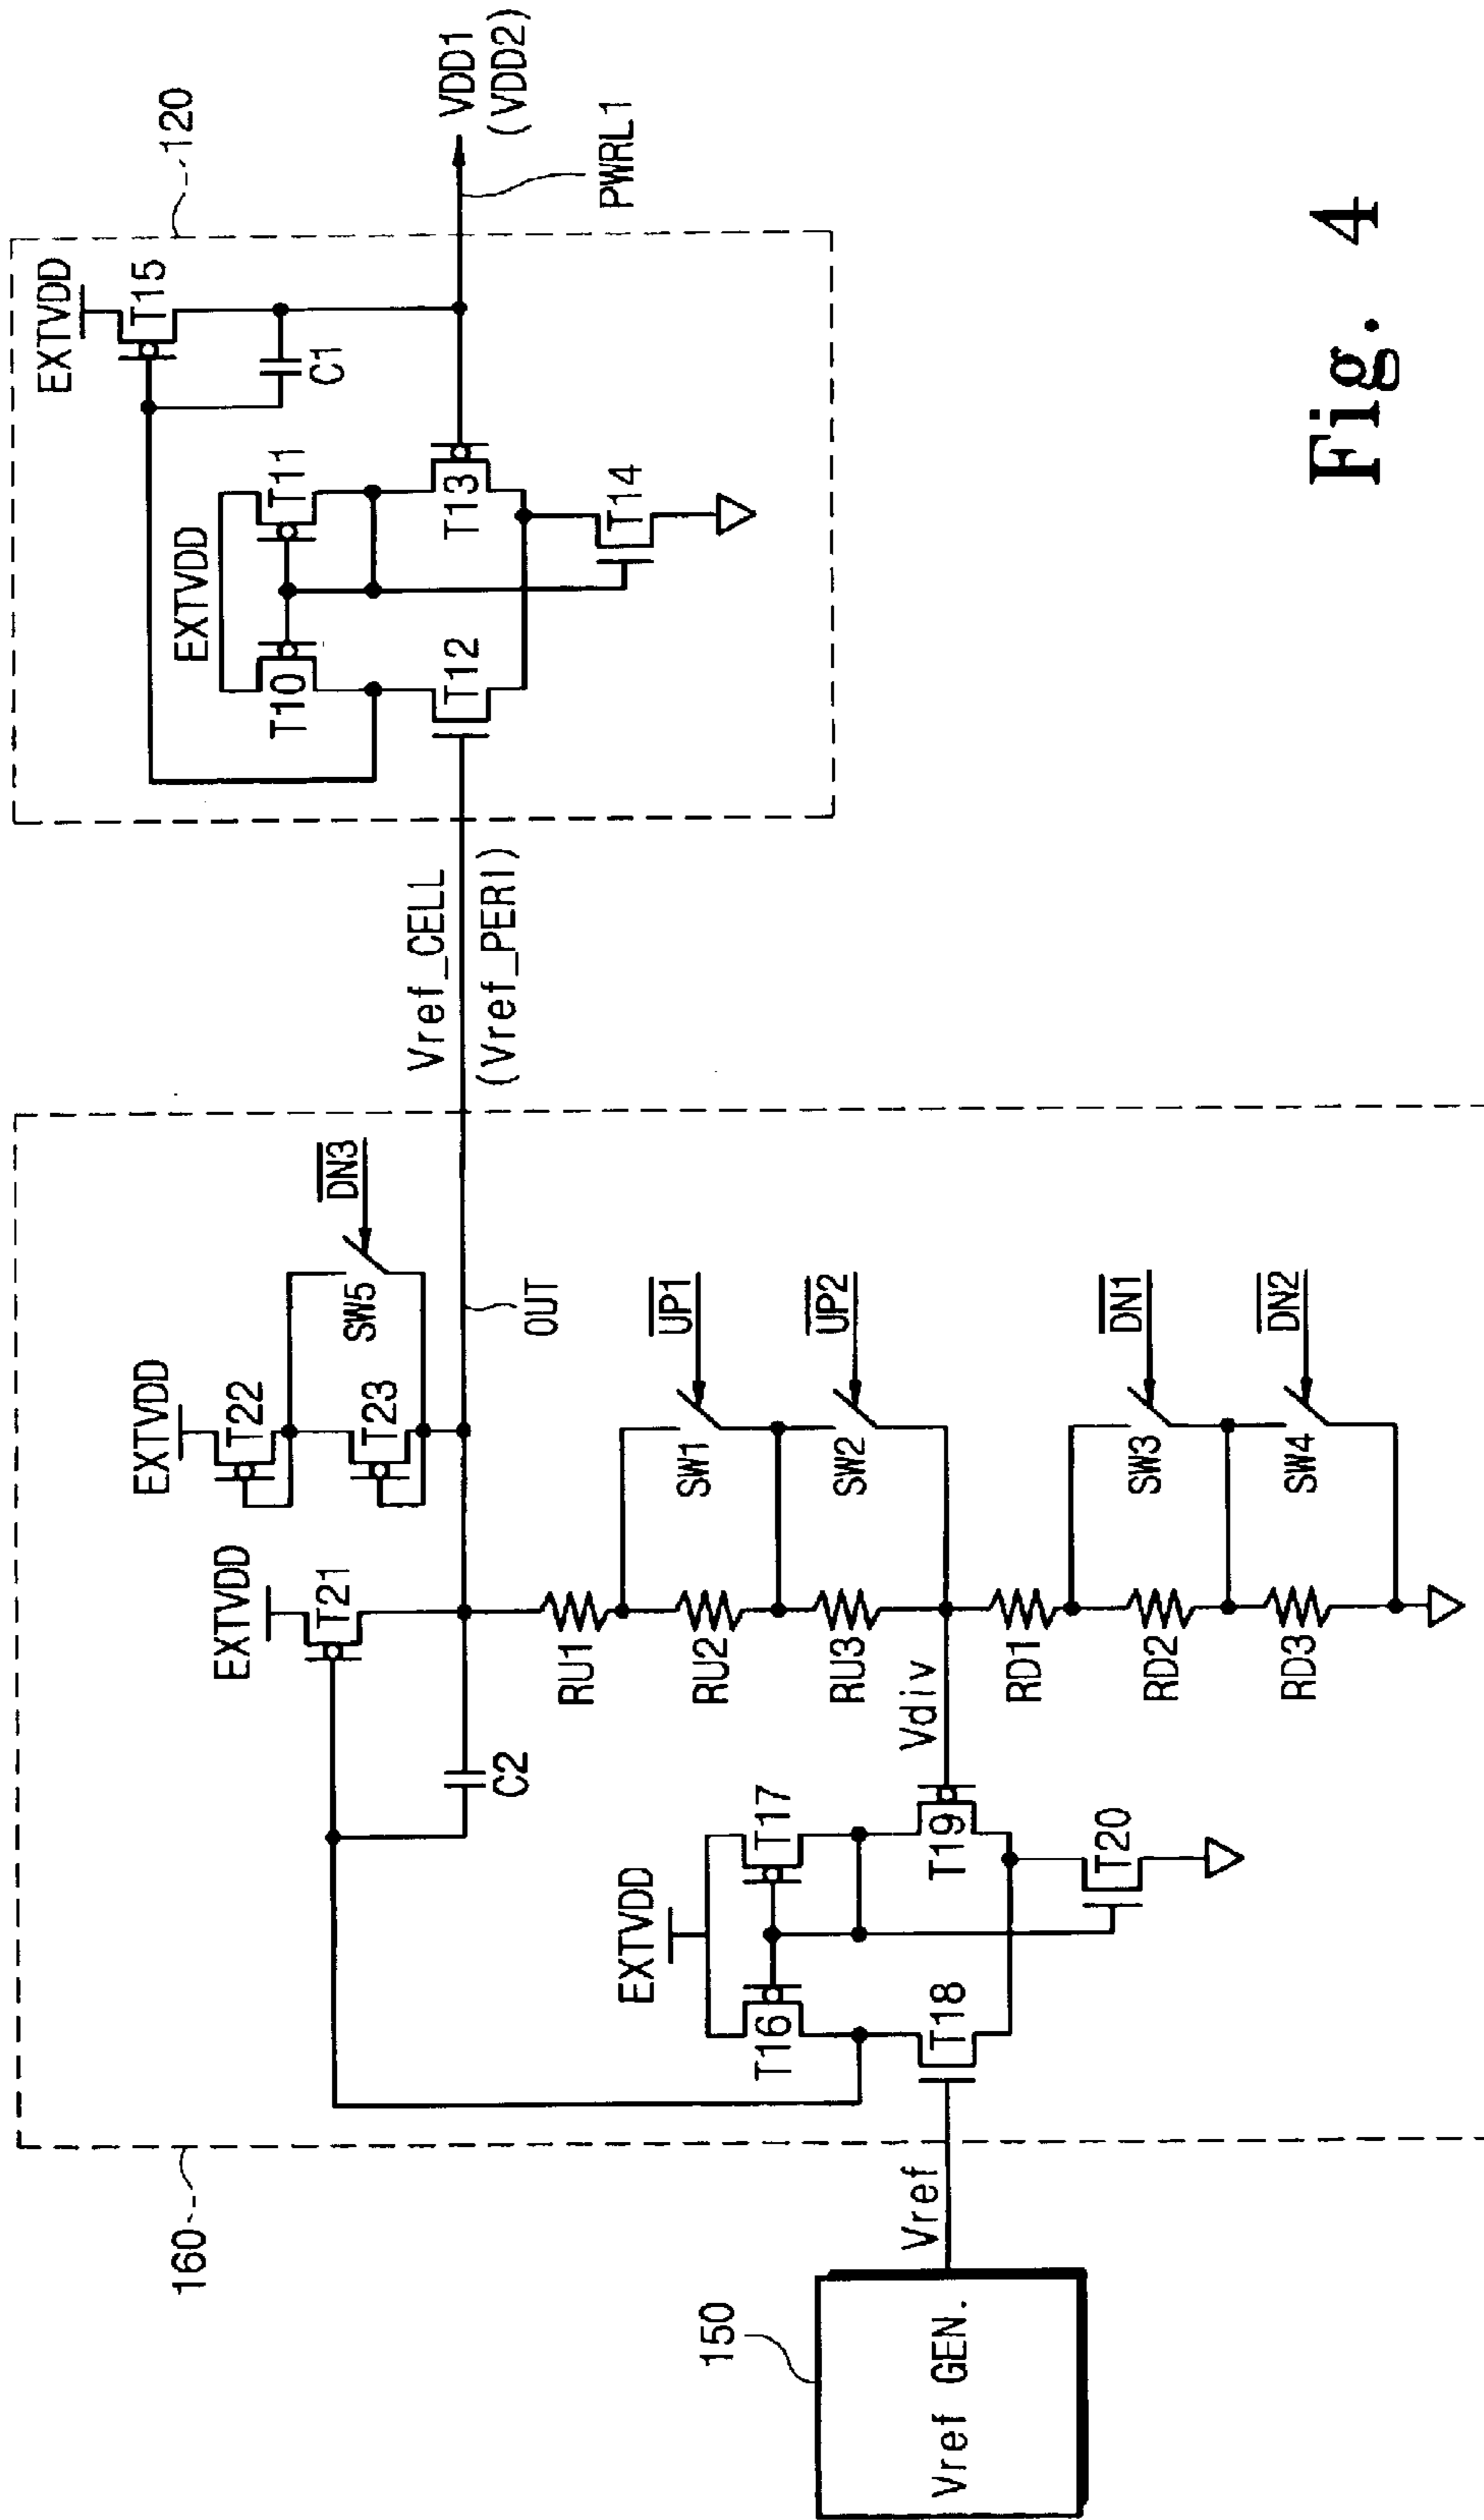 160
EXTVDD
T21
EXTVDD
T22
T23
SW5
DN3
OUT
C2
EXTVDD
T16
T17
T18
T19
T20
Vdiv
RU1
RU2
RU3
RD1
RD2
RD3
SW1
UP1
SW2
UP2
SW3
DN1
SW4
DN2
150
Vref GEN.
Vref
Vref_CELL
(Vref_PERI)
120
EXTVDD
T15
C1
EXTVDD
T10
T11
T12
T13
T14
VDD1
(VDD2)
PWRL1
Fig. 4